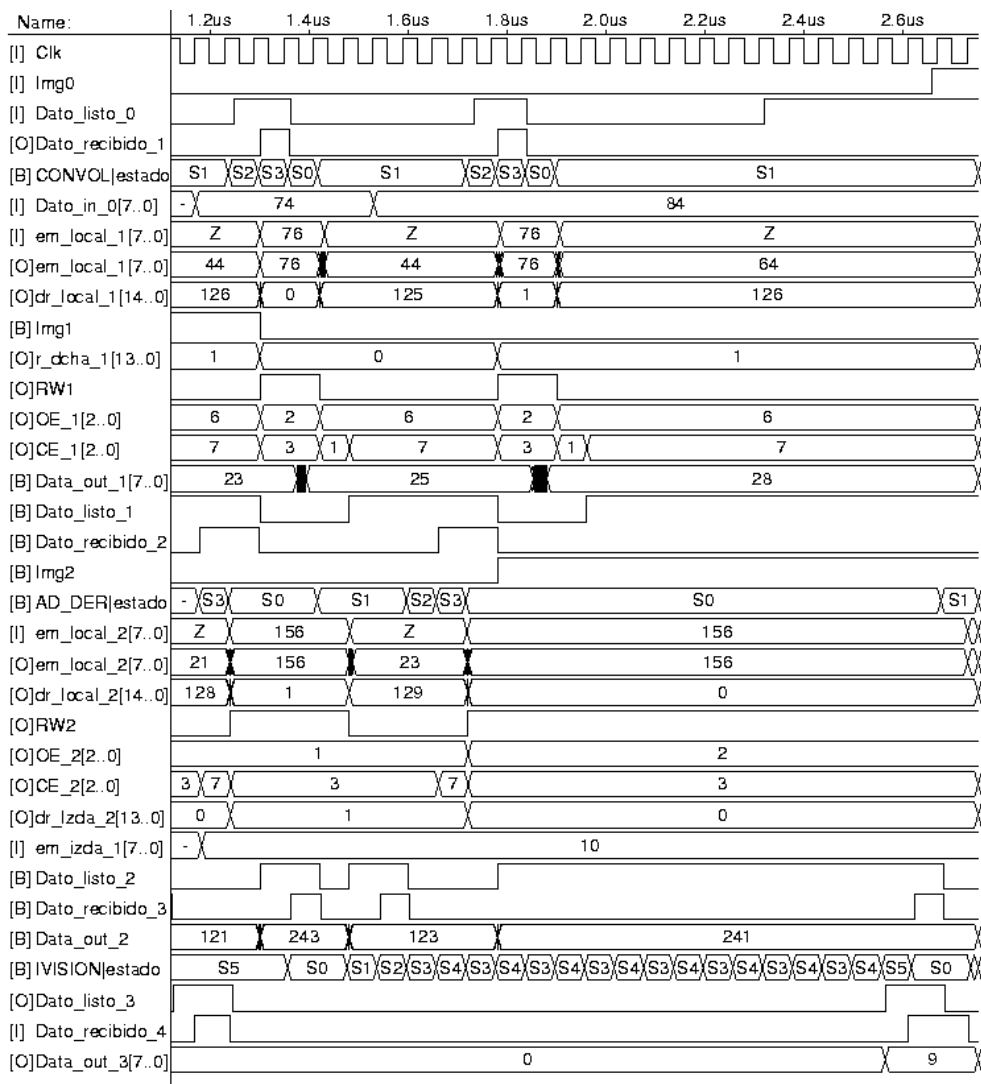 Name: 1.2us 1.4us 1.6us 1.8us 2.0us 2.2us 2.4us 2.6us
[I] Clk
[I] Img0
[I] Dato_listo_0
[O]Dato_recibido_1
[B] CONVOL|estado S1 S2 S3 S0 S1 S2 S3 S0 S1
[I] Dato_in_0[7..0] - 74 84
[I] em_local_1[7..0] Z 76 Z 76 Z
[O]em_local_1[7..0] 44 76 44 76 64
[O]dr_local_1[14..0] 126 0 125 1 126
[B] Img1
[O]r_dcha_1[13..0] 1 0 1
[O]RW1
[O]OE_1[2..0] 6 2 6 2 6
[O]CE_1[2..0] 7 3 1 7 3 1 7
[B] Data_out_1[7..0] 23 25 28
[B] Dato_listo_1
[B] Dato_recibido_2
[B] Img2
[B] AD_DER|estado - S3 S0 S1 S2 S3 S0 S1
[I] em_local_2[7..0] Z 156 Z 156
[O]em_local_2[7..0] 21 156 23 156
[O]dr_local_2[14..0] 128 1 129 0
[O]RW2
[O]OE_2[2..0] 1 2
[O]CE_2[2..0] 3 7 3 7 3
[O]dr_Izda_2[13..0] 0 1 0
[I] em_izda_1[7..0] - 10
[B] Dato_listo_2
[B] Dato_recibido_3
[B] Data_out_2 121 243 123 241
[B] IVISION|estado S5 S0 S1 S2 S3 S4 S3 S4 S3 S4 S3 S4 S3 S4 S3 S4 S3 S4 S5 S0
[O]Dato_listo_3
[I] Dato_recibido_4
[O]Data_out_3[7..0] 0 9